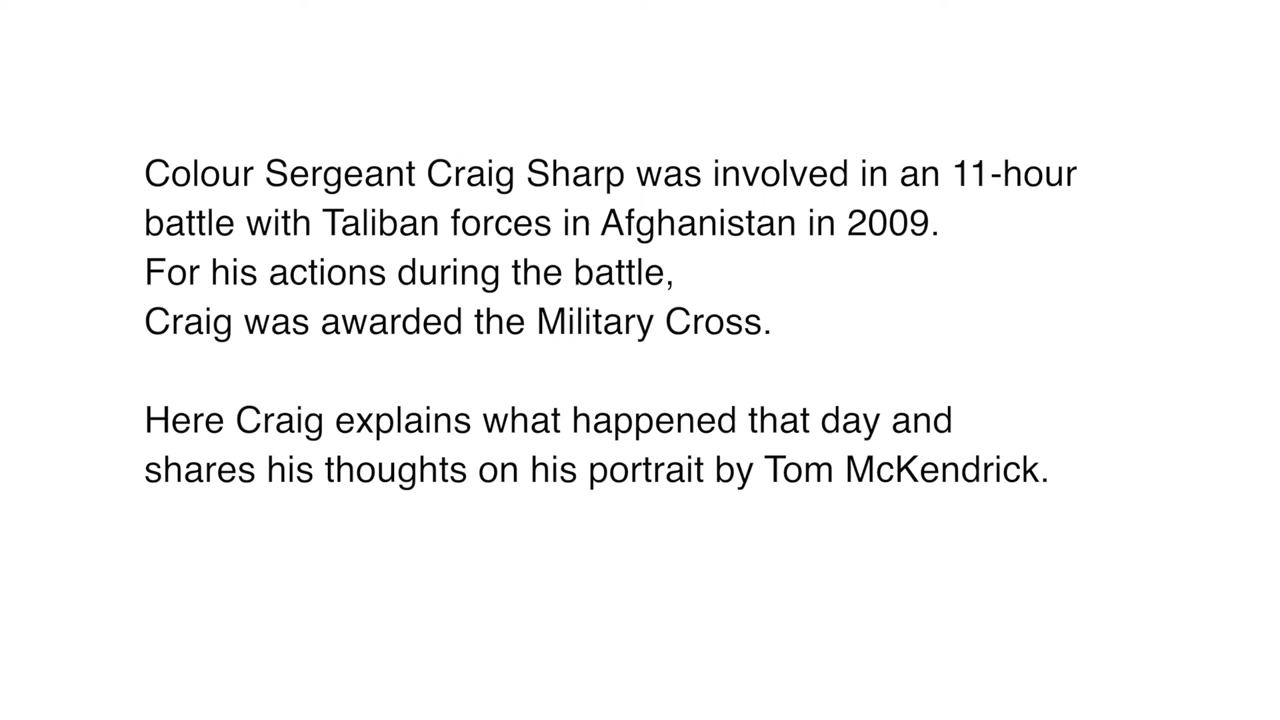 Colour Sergeant Craig Sharp was involved in an 11-hour
battle with Taliban forces in Afghanistan in 2009.
For his actions during the battle,
Craig was awarded the Military Cross.
Here Craig explains what happened that day and
shares his thoughts on his portrait by Tom McKendrick.